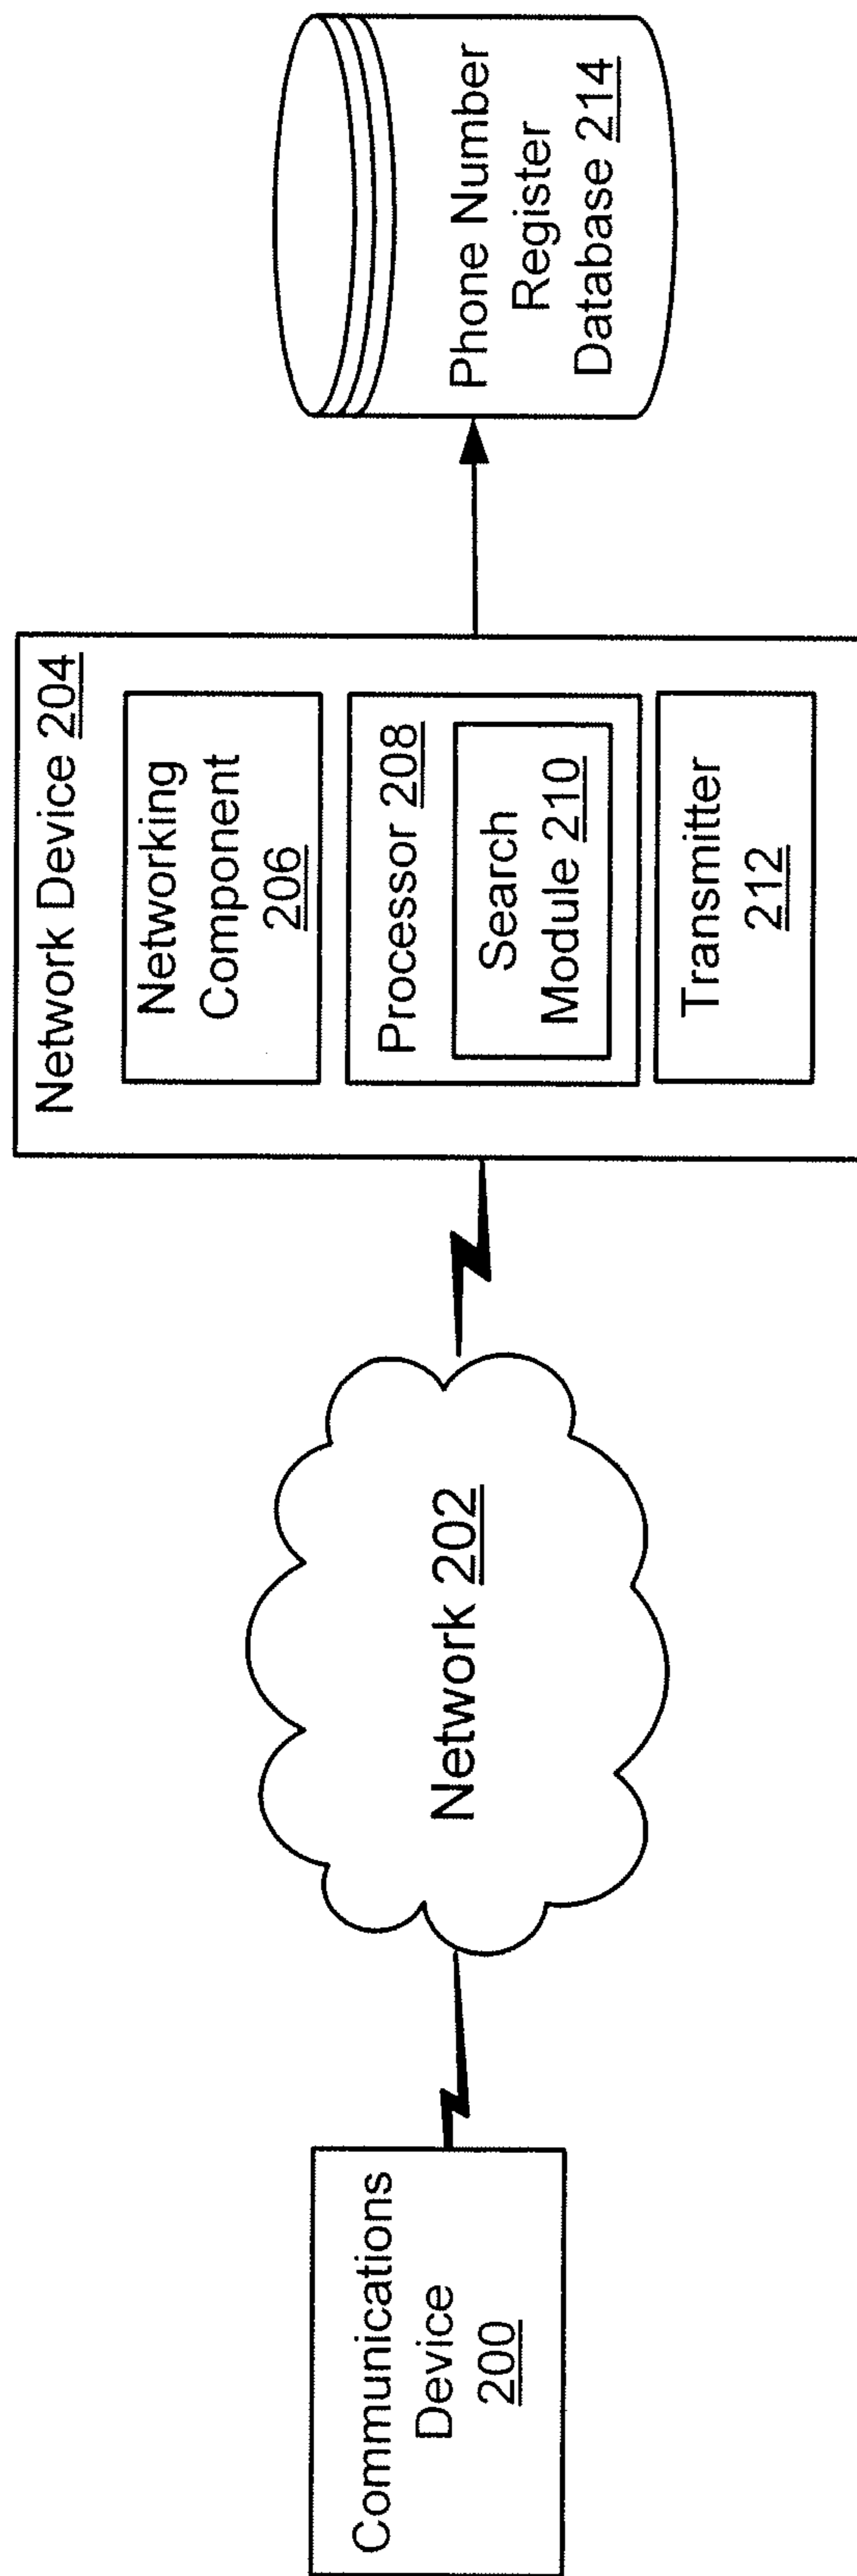 Communications
Device
200
Network 202
Network Device 204
Networking
Component
206
Processor 208
Search
Module 210
Transmitter
212
Phone Number
Register
Database 214